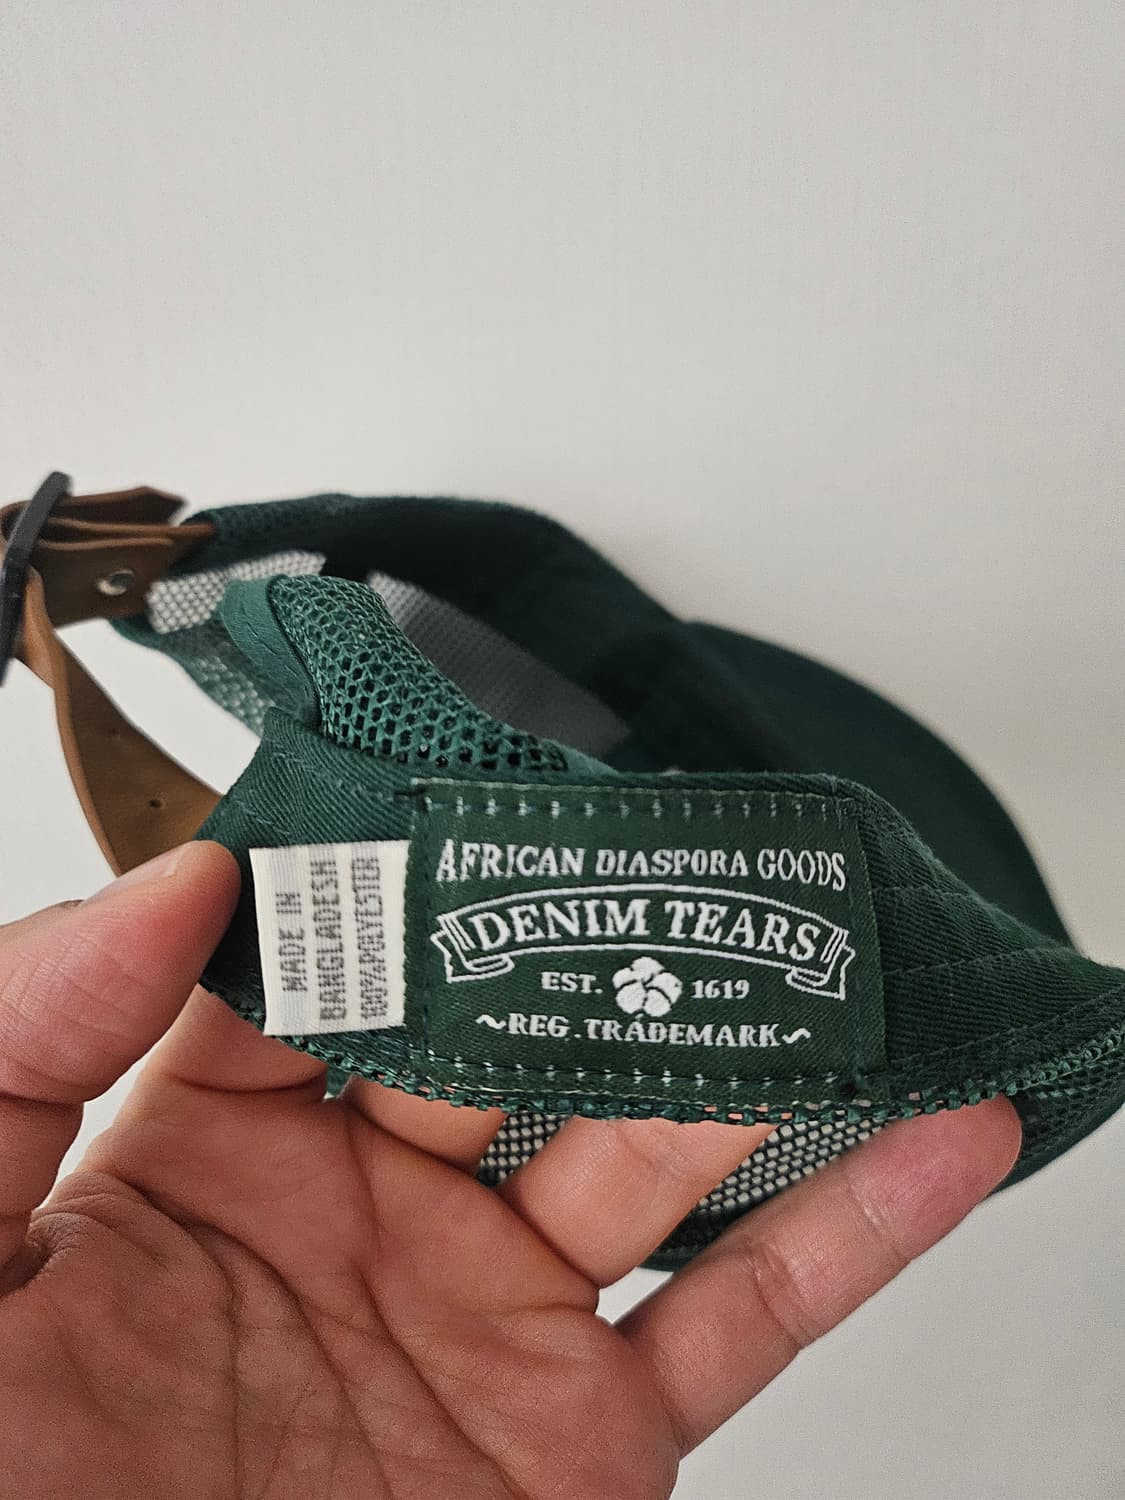 MADE IN
BANGLADESH
100%POLYESTER
AFRICAN DIASPORA GOODS
DENIM TEARS
EST. 1619
~REG.TRADEMARK~